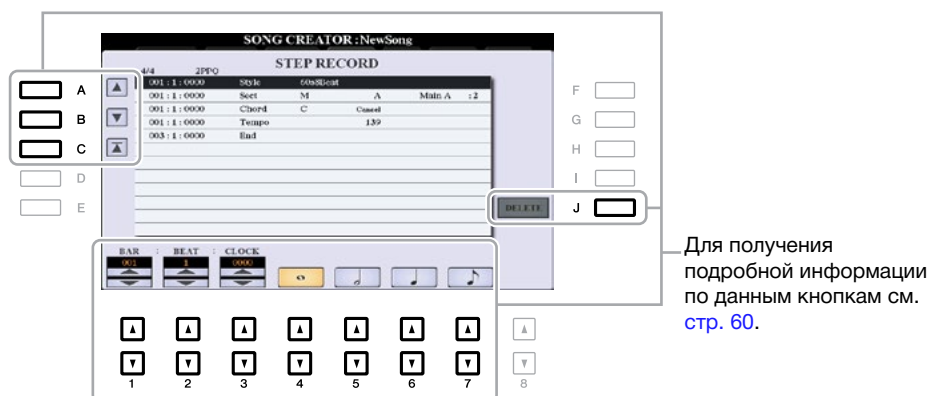 SONG CREATOR :NewSong
STEP RECORD
4/4 2PPQ
001 : 1 : 0000 Style 60s8Beat
001 : 1 : 0000 Sect M A Main A :2
001 : 1 : 0000 Chord C Cancel
001 : 1 : 0000 Tempo 139
003 : 1 : 0000 End
A
B
C
D
E
F
G
H
I
J
DELETE
BAR : BEAT : CLOCK
001 1 0000
1 2 3 4 5 6 7 8
Для получения
подробной информации
по данным кнопкам см.
стр. 60.